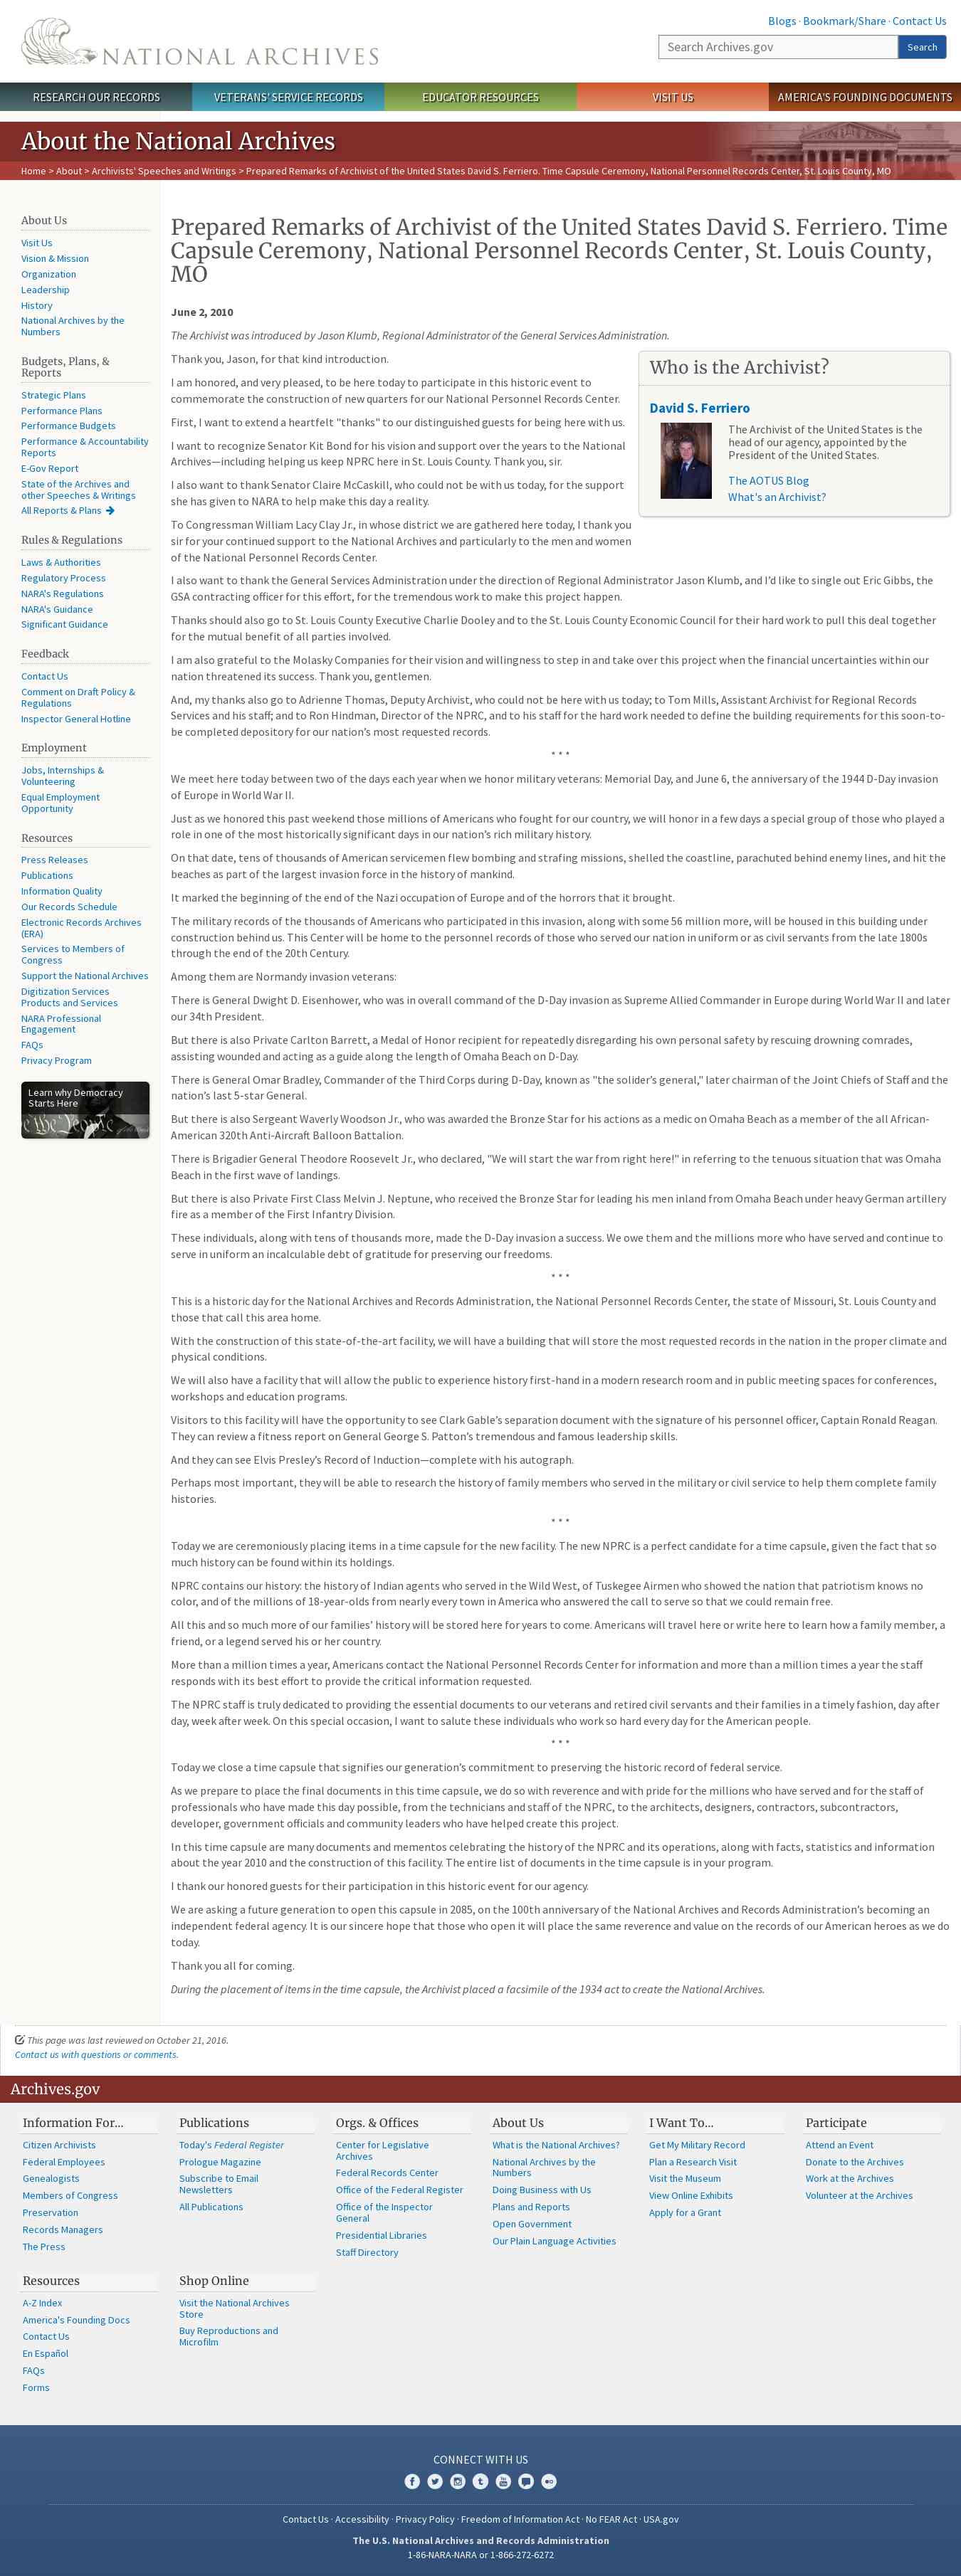 Blogs · Bookmark/Share · Contact Us
NATIONAL ARCHIVES
Search Archives.gov
Search
RESEARCH OUR RECORDS
VETERANS' SERVICE RECORDS
EDUCATOR RESOURCES
VISIT US
AMERICA'S FOUNDING DOCUMENTS
About the National Archives
Home > About > Archivists' Speeches and Writings > Prepared Remarks of Archivist of the United States David S. Ferriero. Time Capsule Ceremony, National Personnel Records Center, St. Louis County, MO
About Us
Visit Us
Vision & Mission
Organization
Leadership
History
National Archives by the
Numbers
Budgets, Plans, &
Reports
Strategic Plans
Performance Plans
Performance Budgets
Performance & Accountability
Reports
E-Gov Report
State of the Archives and
other Speeches & Writings
All Reports & Plans
Rules & Regulations
Laws & Authorities
Regulatory Process
NARA's Regulations
NARA's Guidance
Significant Guidance
Feedback
Contact Us
Comment on Draft Policy &
Regulations
Inspector General Hotline
Employment
Jobs, Internships &
Volunteering
Equal Employment
Opportunity
Resources
Press Releases
Publications
Information Quality
Our Records Schedule
Electronic Records Archives
(ERA)
Services to Members of
Congress
Support the National Archives
Digitization Services
Products and Services
NARA Professional
Engagement
FAQs
Privacy Program
Learn why Democracy
Starts Here
Prepared Remarks of Archivist of the United States David S. Ferriero. Time
Capsule Ceremony, National Personnel Records Center, St. Louis County,
MO
June 2, 2010
The Archivist was introduced by Jason Klumb, Regional Administrator of the General Services Administration.
Who is the Archivist?
David S. Ferriero
The Archivist of the United States is the
head of our agency, appointed by the
President of the United States.
The AOTUS Blog
What's an Archivist?
Thank you, Jason, for that kind introduction.
I am honored, and very pleased, to be here today to participate in this historic event to
commemorate the construction of new quarters for our National Personnel Records Center.
First, I want to extend a heartfelt "thanks" to our distinguished guests for being here with us.
I want to recognize Senator Kit Bond for his vision and support over the years to the National
Archives—including helping us keep NPRC here in St. Louis County. Thank you, sir.
I also want to thank Senator Claire McCaskill, who could not be with us today, for the support
she has given to NARA to help make this day a reality.
To Congressman William Lacy Clay Jr., in whose district we are gathered here today, I thank you
sir for your continued support to the National Archives and particularly to the men and women
of the National Personnel Records Center.
I also want to thank the General Services Administration under the direction of Regional Administrator Jason Klumb, and I’d like to single out Eric Gibbs, the
GSA contracting officer for this effort, for the tremendous work to make this project happen.
Thanks should also go to St. Louis County Executive Charlie Dooley and to the St. Louis County Economic Council for their hard work to pull this deal together
for the mutual benefit of all parties involved.
I am also grateful to the Molasky Companies for their vision and willingness to step in and take over this project when the financial uncertainties within our
nation threatened its success. Thank you, gentlemen.
And, my thanks also go to Adrienne Thomas, Deputy Archivist, who could not be here with us today; to Tom Mills, Assistant Archivist for Regional Records
Services and his staff; and to Ron Hindman, Director of the NPRC, and to his staff for the hard work needed to define the building requirements for this soon-to-
be completed depository for our nation’s most requested records.
* * *
We meet here today between two of the days each year when we honor military veterans: Memorial Day, and June 6, the anniversary of the 1944 D-Day invasion
of Europe in World War II.
Just as we honored this past weekend those millions of Americans who fought for our country, we will honor in a few days a special group of those who played a
role in one of the most historically significant days in our nation’s rich military history.
On that date, tens of thousands of American servicemen flew bombing and strafing missions, shelled the coastline, parachuted behind enemy lines, and hit the
beaches as part of the largest invasion force in the history of mankind.
It marked the beginning of the end of the Nazi occupation of Europe and of the horrors that it brought.
The military records of the thousands of Americans who participated in this invasion, along with some 56 million more, will be housed in this building under
construction behind us. This Center will be home to the personnel records of those who served our nation in uniform or as civil servants from the late 1800s
through the end of the 20th Century.
Among them are Normandy invasion veterans:
There is General Dwight D. Eisenhower, who was in overall command of the D-Day invasion as Supreme Allied Commander in Europe during World War II and later
our 34th President.
But there is also Private Carlton Barrett, a Medal of Honor recipient for repeatedly disregarding his own personal safety by rescuing drowning comrades,
assisting wounded and acting as a guide along the length of Omaha Beach on D-Day.
There is General Omar Bradley, Commander of the Third Corps during D-Day, known as "the solider’s general," later chairman of the Joint Chiefs of Staff and the
nation’s last 5-star General.
But there is also Sergeant Waverly Woodson Jr., who was awarded the Bronze Star for his actions as a medic on Omaha Beach as a member of the all African-
American 320th Anti-Aircraft Balloon Battalion.
There is Brigadier General Theodore Roosevelt Jr., who declared, "We will start the war from right here!" in referring to the tenuous situation that was Omaha
Beach in the first wave of landings.
But there is also Private First Class Melvin J. Neptune, who received the Bronze Star for leading his men inland from Omaha Beach under heavy German artillery
fire as a member of the First Infantry Division.
These individuals, along with tens of thousands more, made the D-Day invasion a success. We owe them and the millions more who have served and continue to
serve in uniform an incalculable debt of gratitude for preserving our freedoms.
* * *
This is a historic day for the National Archives and Records Administration, the National Personnel Records Center, the state of Missouri, St. Louis County and
those that call this area home.
With the construction of this state-of-the-art facility, we will have a building that will store the most requested records in the nation in the proper climate and
physical conditions.
We will also have a facility that will allow the public to experience history first-hand in a modern research room and in public meeting spaces for conferences,
workshops and education programs.
Visitors to this facility will have the opportunity to see Clark Gable’s separation document with the signature of his personnel officer, Captain Ronald Reagan.
They can review a fitness report on General George S. Patton’s tremendous and famous leadership skills.
And they can see Elvis Presley’s Record of Induction—complete with his autograph.
Perhaps most important, they will be able to research the history of family members who served in the military or civil service to help them complete family
histories.
* * *
Today we are ceremoniously placing items in a time capsule for the new facility. The new NPRC is a perfect candidate for a time capsule, given the fact that so
much history can be found within its holdings.
NPRC contains our history: the history of Indian agents who served in the Wild West, of Tuskegee Airmen who showed the nation that patriotism knows no
color, and of the millions of 18-year-olds from nearly every town in America who answered the call to serve so that we could remain free.
All this and so much more of our families’ history will be stored here for years to come. Americans will travel here or write here to learn how a family member, a
friend, or a legend served his or her country.
More than a million times a year, Americans contact the National Personnel Records Center for information and more than a million times a year the staff
responds with its best effort to provide the critical information requested.
The NPRC staff is truly dedicated to providing the essential documents to our veterans and retired civil servants and their families in a timely fashion, day after
day, week after week. On this special occasion, I want to salute these individuals who work so hard every day for the American people.
* * *
Today we close a time capsule that signifies our generation’s commitment to preserving the historic record of federal service.
As we prepare to place the final documents in this time capsule, we do so with reverence and with pride for the millions who have served and for the staff of
professionals who have made this day possible, from the technicians and staff of the NPRC, to the architects, designers, contractors, subcontractors,
developer, government officials and community leaders who have helped create this project.
In this time capsule are many documents and mementos celebrating the history of the NPRC and its operations, along with facts, statistics and information
about the year 2010 and the construction of this facility. The entire list of documents in the time capsule is in your program.
I thank our honored guests for their participation in this historic event for our agency.
We are asking a future generation to open this capsule in 2085, on the 100th anniversary of the National Archives and Records Administration’s becoming an
independent federal agency. It is our sincere hope that those who open it will place the same reverence and value on the records of our American heroes as we do
today.
Thank you all for coming.
During the placement of items in the time capsule, the Archivist placed a facsimile of the 1934 act to create the National Archives.
This page was last reviewed on October 21, 2016.
Contact us with questions or comments.
Archives.gov
Information For…
Citizen Archivists
Federal Employees
Genealogists
Members of Congress
Preservation
Records Managers
The Press
Publications
Today's Federal Register
Prologue Magazine
Subscribe to Email
Newsletters
All Publications
Orgs. & Offices
Center for Legislative
Archives
Federal Records Center
Office of the Federal Register
Office of the Inspector
General
Presidential Libraries
Staff Directory
About Us
What is the National Archives?
National Archives by the
Numbers
Doing Business with Us
Plans and Reports
Open Government
Our Plain Language Activities
I Want To…
Get My Military Record
Plan a Research Visit
Visit the Museum
View Online Exhibits
Apply for a Grant
Participate
Attend an Event
Donate to the Archives
Work at the Archives
Volunteer at the Archives
Resources
A-Z Index
America's Founding Docs
Contact Us
En Español
FAQs
Forms
Shop Online
Visit the National Archives
Store
Buy Reproductions and
Microfilm
CONNECT WITH US
Contact Us · Accessibility · Privacy Policy · Freedom of Information Act · No FEAR Act · USA.gov
The U.S. National Archives and Records Administration
1-86-NARA-NARA or 1-866-272-6272